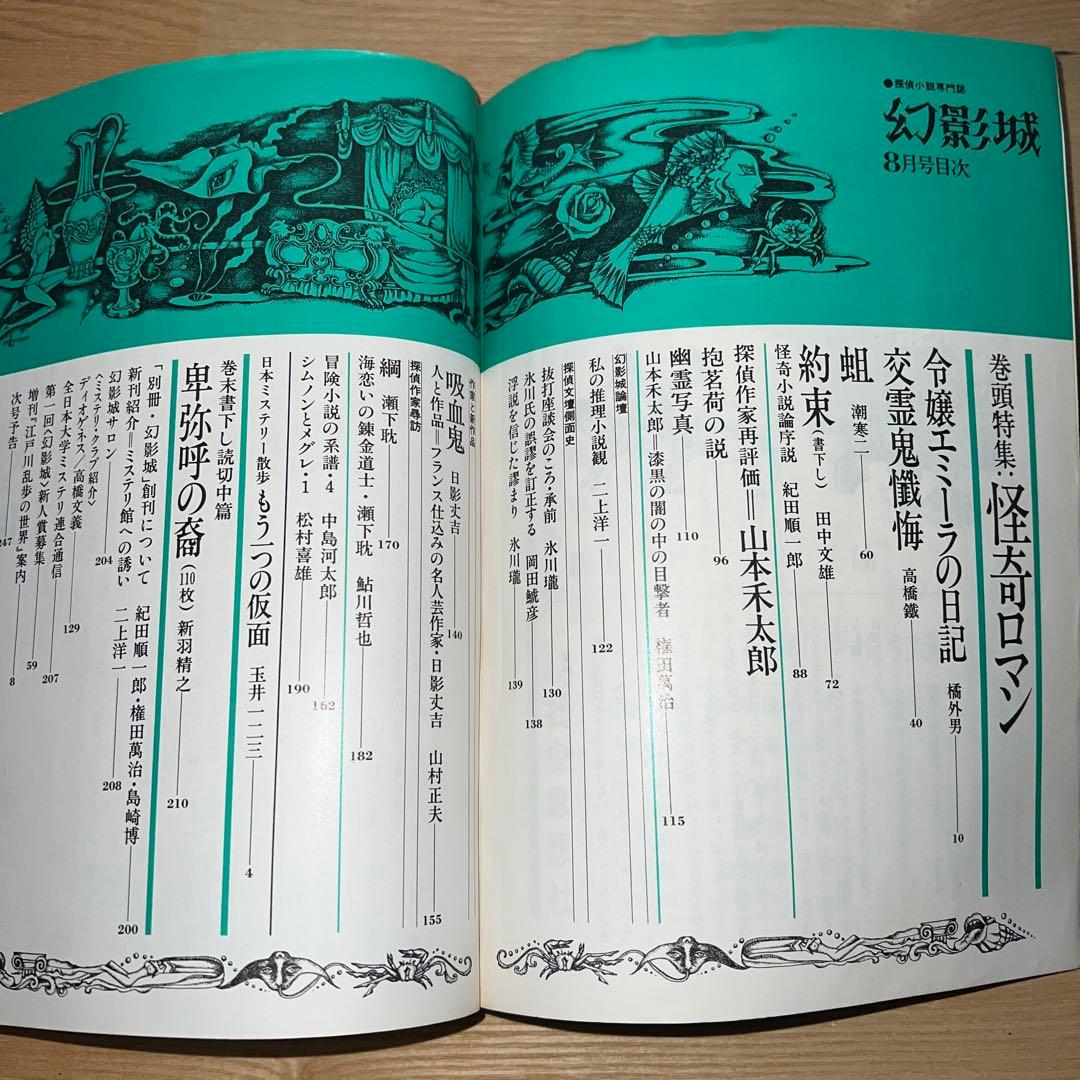 ●探偵小説専門誌
幻影城
8月号目次
巻頭特集:怪奇ロマン
令嬢エミーラの日記 橘外男 10
交霊鬼懺悔 高橋鐵 40
蛆 潮寒二 60
約束(書下し) 田中文雄 72
怪奇小説論序説 紀田順一郎 88
探偵作家再評価=山本禾太郎
抱茗荷の説 96
幽霊写真 110
山本禾太郎=漆黒の闇の中の目撃者 権田萬治 115
幻影城論壇
私の推理小説観 二上洋一 122
探偵文壇側面史
抜打座談会のころ・承前 氷川瓏 130
氷川氏の誤謬を訂正する 岡田鯱彦 138
浮説を信じた謬まり 氷川瓏 139
作家と新作品
吸血鬼 日影丈吉 140
人と作品=フランス仕込みの名人芸作家・日影丈吉 山村正夫 155
探偵作家尋訪
綱 瀬下耽 170
海恋いの錬金道士・瀬下耽 鮎川哲也 182
冒険小説の系譜・4 中島河太郎 162
シムノンとメグレ・1 松村喜雄 190
日本ミステリー散歩 もう一つの仮面 玉井一二三 4
巻末書下し読切中篇
卑弥呼の裔(110枚) 新羽精之 210
「別冊・幻影城」創刊について 紀田順一郎・権田萬治・島崎博 200
新刊紹介=ミステリ館への誘い 二上洋一 208
幻影城サロン 204
〈ミステリ・クラブ紹介〉
ディオゲネス/高橋文義 129
全日本大学ミステリ連合通信 207
第一回〈幻影城〉新人賞募集 59
増刊『江戸川乱歩の世界』案内 8
次号予告 247